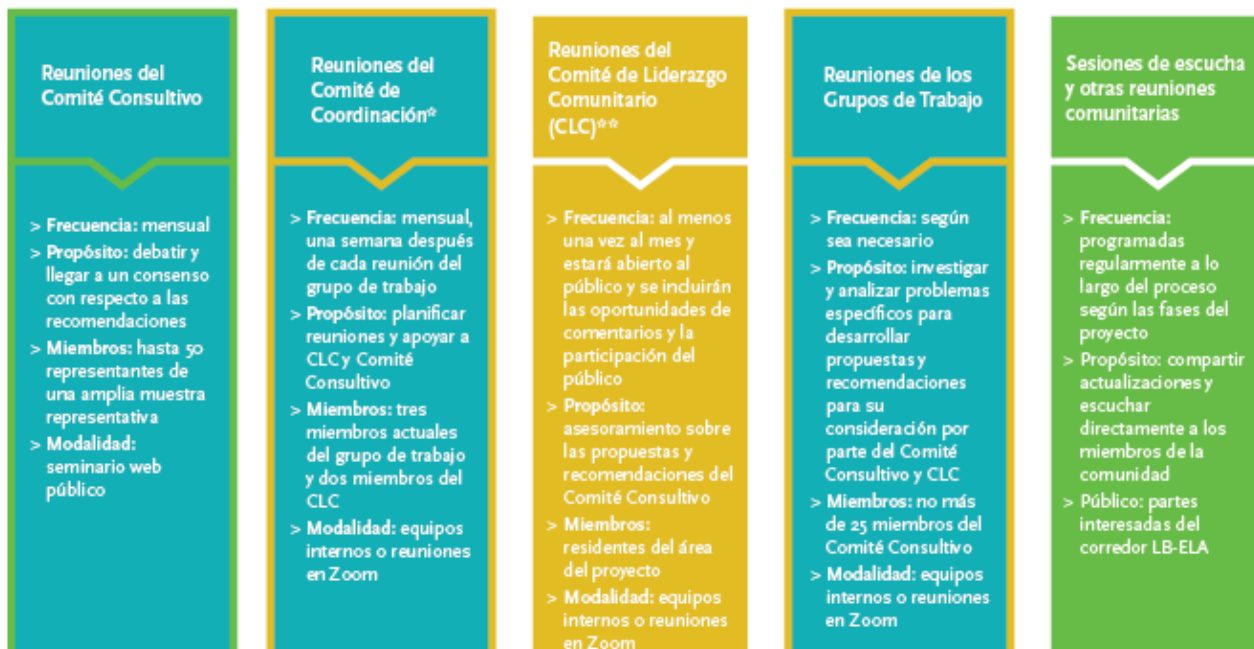 Reuniones del
Comité Consultivo
> Frecuencia: mensual
> Propósito: debatir y
llegar a un consenso
con respecto a las
recomendaciones
> Miembros: hasta 50
representantes de
una amplia muestra
representativa
> Modalidad:
seminario web
público
Reuniones del
Comité de
Coordinación*
> Frecuencia: mensual,
una semana después
de cada reunión del
grupo de trabajo
> Propósito: planificar
reuniones y apoyar a
CLC y Comité
Consultivo
> Miembros: tres
miembros actuales
del grupo de trabajo
y dos miembros del
CLC
> Modalidad: equipos
internos o reuniones
en Zoom
Reuniones del
Comité de Liderazgo
Comunitario
(CLC)**
> Frecuencia: al menos
una vez al mes y
estará abierto al
público y se incluirán
las oportunidades de
comentarios y la
participación del
público
> Propósito:
asesoramiento sobre
las propuestas y
recomendaciones del
Comité Consultivo
> Miembros:
residentes del área
del proyecto
> Modalidad: equipos
internos o reuniones
en Zoom
Reuniones de los
Grupos de Trabajo
> Frecuencia: según
sea necesario
> Propósito: investigar
y analizar problemas
específicos para
desarrollar
propuestas y
recomendaciones
para su
consideración por
parte del Comité
Consultivo y CLC
> Miembros: no más
de 25 miembros del
Comité Consultivo
> Modalidad: equipos
internos o reuniones
en Zoom
Sesiones de escucha
y otras reuniones
comunitarias
> Frecuencia:
programadas
regularmente a lo
largo del proceso
según las fases del
proyecto
> Propósito: compartir
actualizaciones y
escuchar
directamente a los
miembros de la
comunidad
> Público: partes
interesadas del
corredor LB-ELA